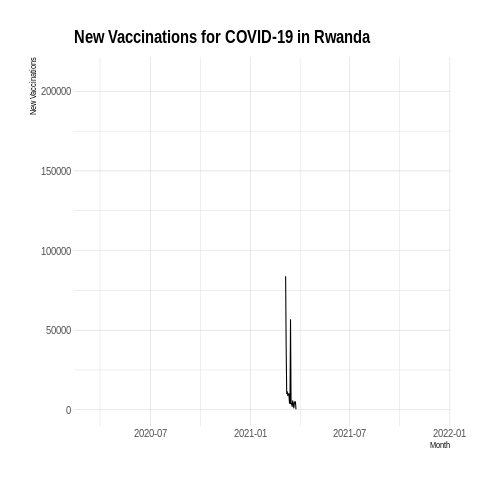 New Vaccinations for COVID-19 in Rwanda
New Vaccinations
200000
150000
100000
50000
0
2020-07 2021-01 2021-07 2022-01
Month